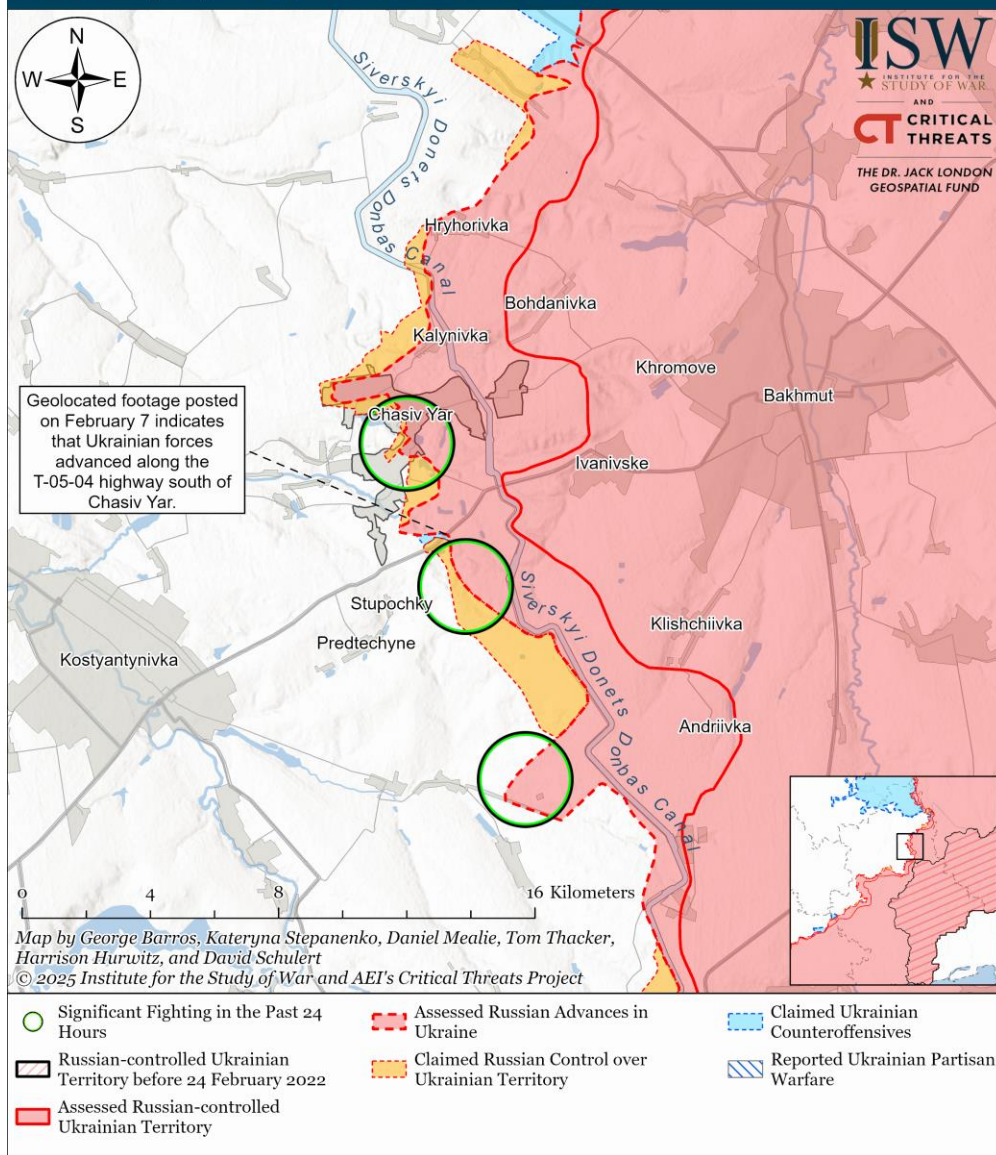 N
W E
S
ISW
INSTITUTE FOR THE
STUDY OF WAR
AND
CT CRITICAL
THREATS
THE DR. JACK LONDON
GEOSPATIAL FUND
Siverskyi Donets Donbas Canal
Hryhorivka
Bohdanivka
Kalynivka
Khromove
Bakhmut
Geolocated footage posted
on February 7 indicates
that Ukrainian forces
advanced along the
T-05-04 highway south of
Chasiv Yar.
Chasiv Yar
Ivanivske
Siverskyi Donets Donbas Canal
Stupochky
Predtechyne
Klishchiivka
Kostyantynivka
Andriivka
0 4 8 16 Kilometers
Map by George Barros, Kateryna Stepanenko, Daniel Mealie, Tom Thacker,
Harrison Hurwitz, and David Schulert
© 2025 Institute for the Study of War and AEI's Critical Threats Project
Significant Fighting in the Past 24
Hours
Russian-controlled Ukrainian
Territory before 24 February 2022
Assessed Russian-controlled
Ukrainian Territory
Assessed Russian Advances in
Ukraine
Claimed Russian Control over
Ukrainian Territory
Claimed Ukrainian
Counteroffensives
Reported Ukrainian Partisan
Warfare